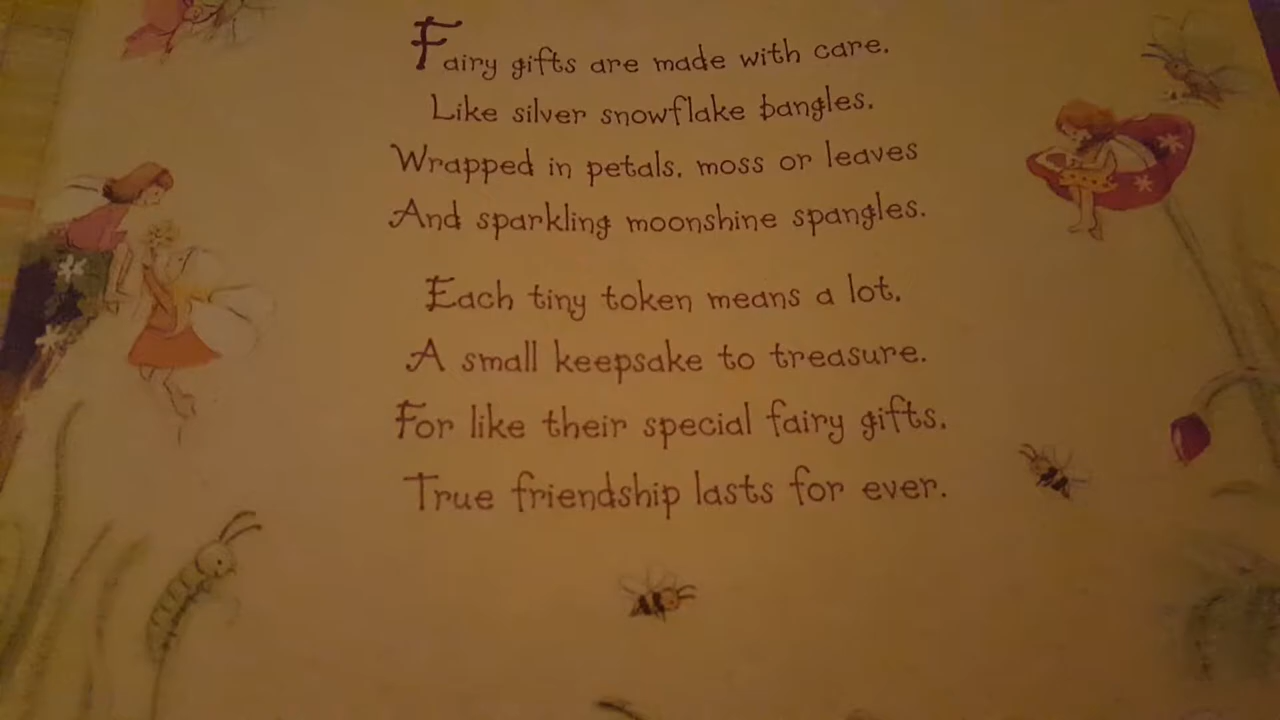 Fairy gifts are made with care,
Like silver snowflake bangles,
Wrapped in petals, moss or leaves
And sparkling moonshine spangles.
Each tiny token means a lot,
A small keepsake to treasure.
For like their special fairy gifts,
True friendship lasts for ever.